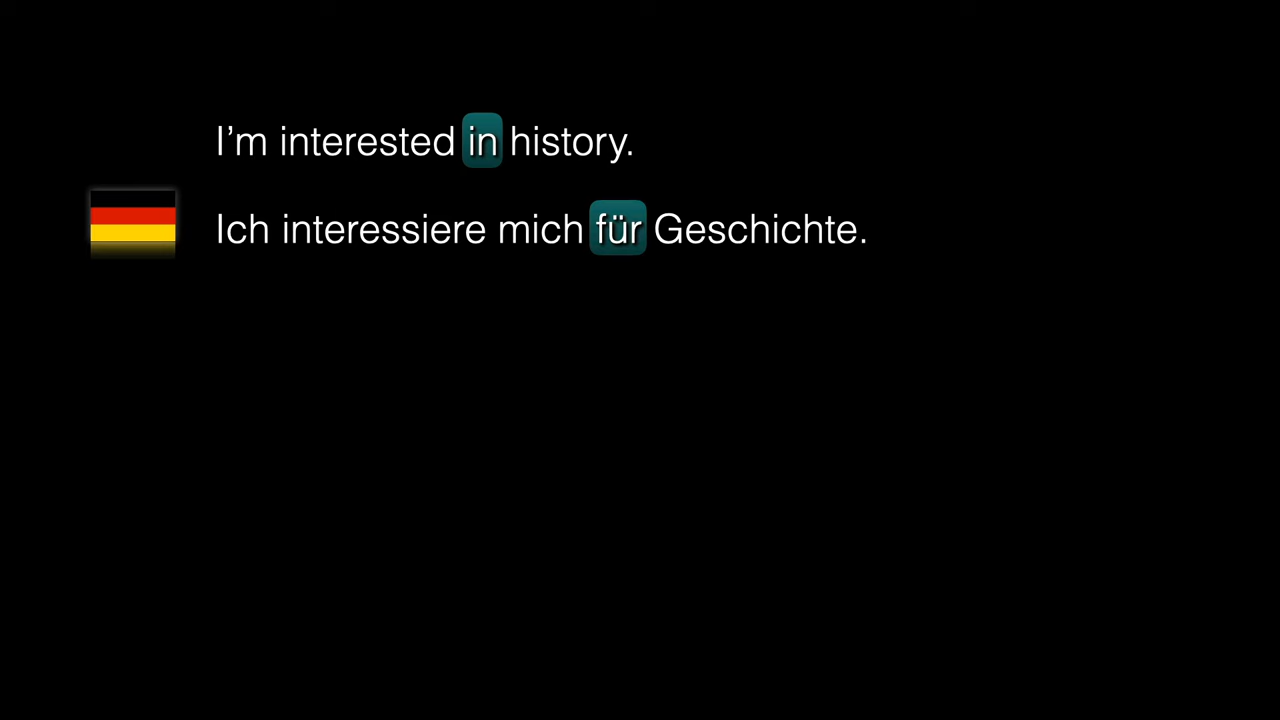 I’m interested in history.
Ich interessiere mich für Geschichte.